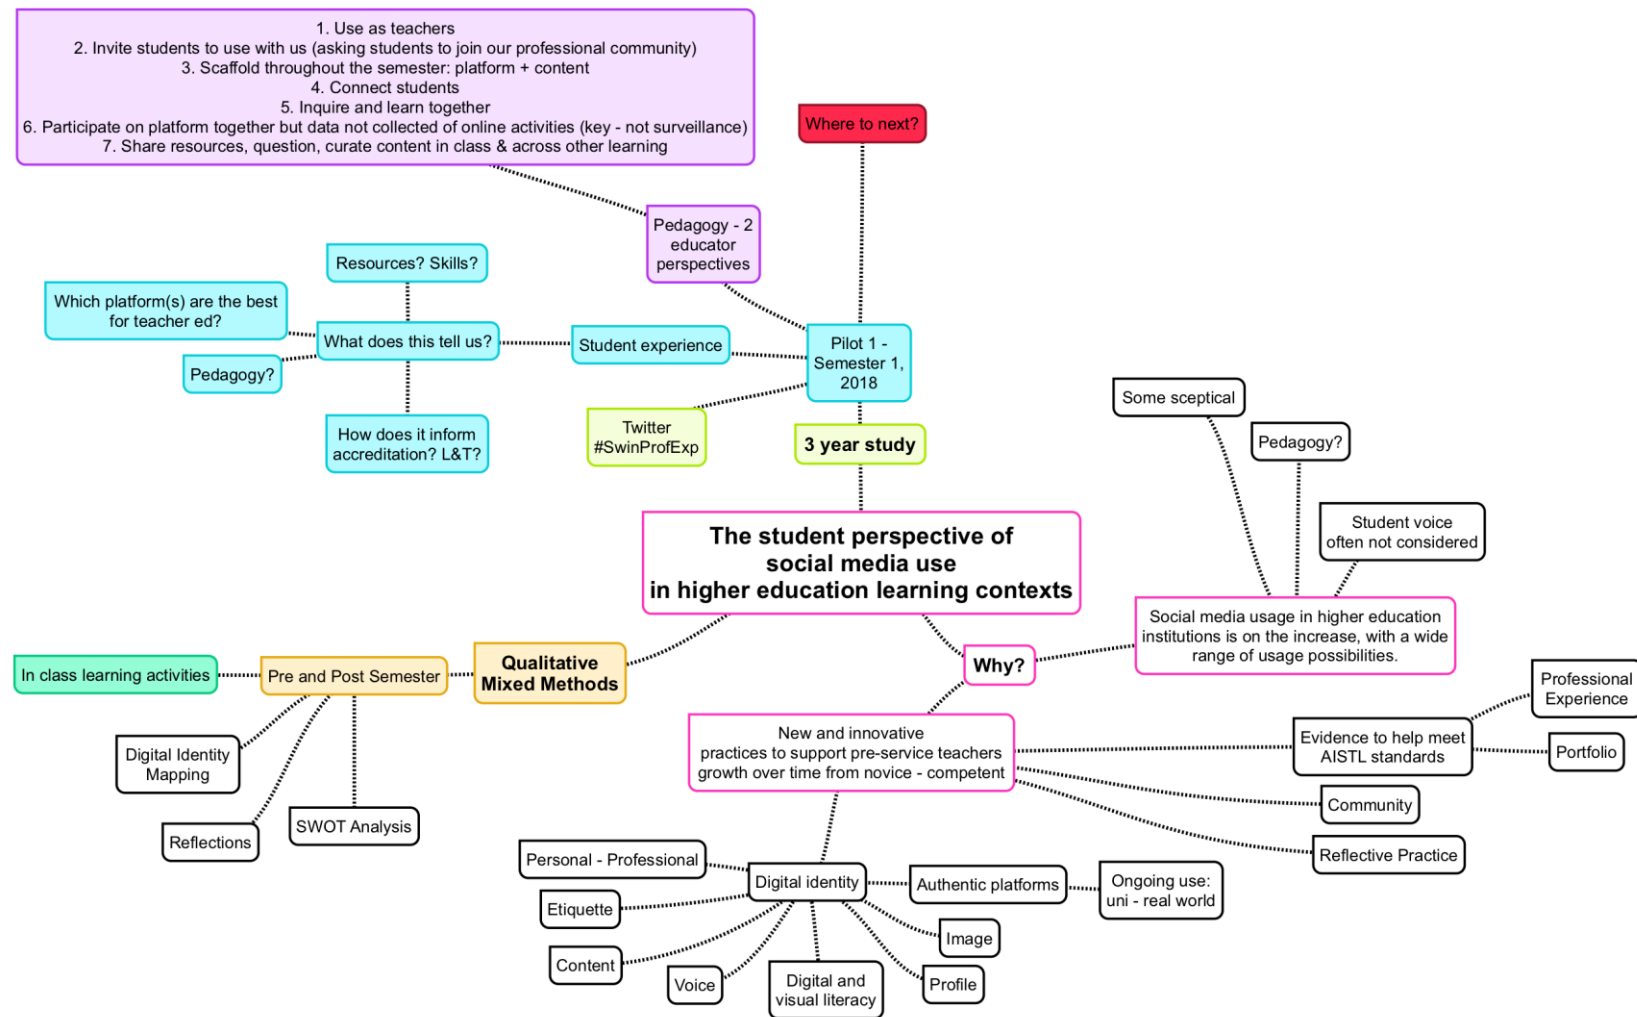 1. Use as teachers
2. Invite students to use with us (asking students to join our professional community)
3. Scaffold throughout the semester: platform + content
4. Connect students
5. Inquire and learn together
6. Participate on platform together but data not collected of online activities (key - not surveillance)
7. Share resources, question, curate content in class & across other learning
Where to next?
Pedagogy - 2
educator
perspectives
Resources? Skills?
Which platform(s) are the best
for teacher ed?
What does this tell us?
Student experience
Pilot 1 -
Semester 1,
2018
Pedagogy?
How does it inform
accreditation? L&T?
Twitter
#SwinProfExp
3 year study
Some sceptical
Pedagogy?
Student voice
often not considered
The student perspective of
social media use
in higher education learning contexts
Social media usage in higher education
institutions is on the increase, with a wide
range of usage possibilities.
Why?
Qualitative
Mixed Methods
Pre and Post Semester
In class learning activities
Digital Identity
Mapping
Reflections
SWOT Analysis
New and innovative
practices to support pre-service teachers
growth over time from novice - competent
Evidence to help meet
AISTL standards
Professional
Experience
Portfolio
Community
Reflective Practice
Digital identity
Personal - Professional
Etiquette
Content
Voice
Digital and
visual literacy
Profile
Image
Authentic platforms
Ongoing use:
uni - real world